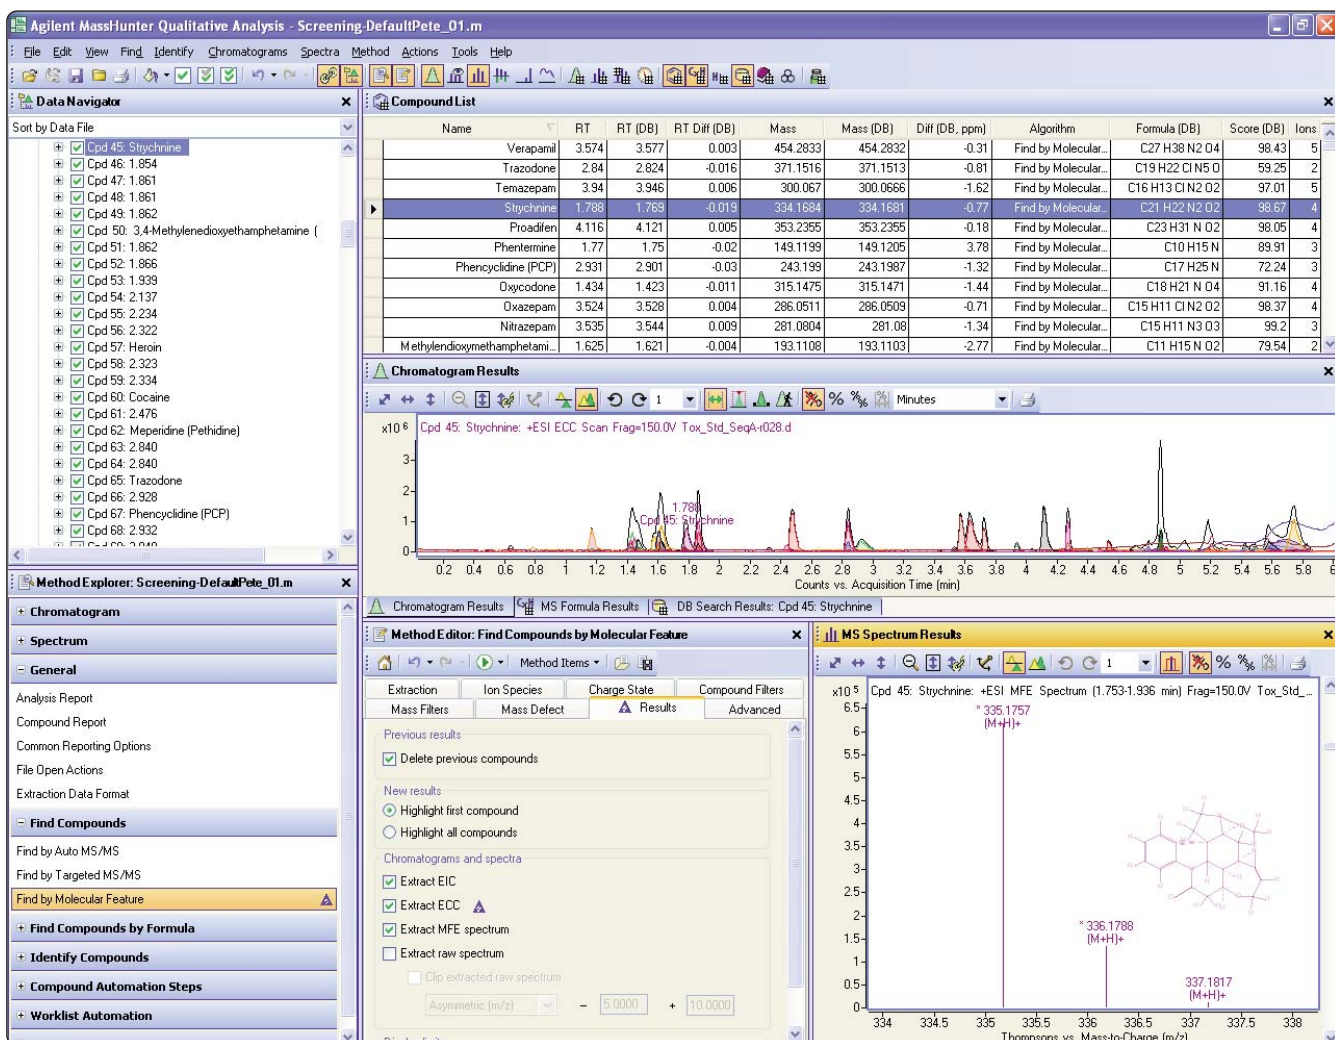 Agilent MassHunter Qualitative Analysis - Screening-DefaultPete_01.m
File Edit View Find Identify Chromatograms Spectra Method Actions Tools Help
Data Navigator
Sort by Data File
Cpd 45: Strychnine
Cpd 46: 1.854
Cpd 47: 1.861
Cpd 48: 1.861
Cpd 49: 1.862
Cpd 50: 3,4-Methylenedioxyethamphetamine (
Cpd 51: 1.862
Cpd 52: 1.866
Cpd 53: 1.939
Cpd 54: 2.137
Cpd 55: 2.234
Cpd 56: 2.322
Cpd 57: Heroin
Cpd 58: 2.323
Cpd 59: 2.334
Cpd 60: Cocaine
Cpd 61: 2.476
Cpd 62: Meperidine (Pethidine)
Cpd 63: 2.840
Cpd 64: 2.840
Cpd 65: Trazodone
Cpd 66: 2.928
Cpd 67: Phencyclidine (PCP)
Cpd 68: 2.932
Compound List
Name RT RT (DB) RT Diff (DB) Mass Mass (DB) Diff (DB, ppm) Algorithm Formula (DB) Score (DB) Ions
Verapamil 3.574 3.577 0.003 454.2833 454.2832 -0.31 Find by Molecular... C27 H38 N2 O4 98.43 5
Trazodone 2.84 2.824 -0.016 371.1516 371.1513 -0.81 Find by Molecular... C19 H22 Cl N5 O 59.25 2
Temazepam 3.94 3.946 0.006 300.067 300.0666 -1.62 Find by Molecular... C16 H13 Cl N2 O2 97.01 5
Strychnine 1.788 1.769 -0.019 334.1684 334.1681 -0.77 Find by Molecular... C21 H22 N2 O2 98.67 4
Proadifen 4.116 4.121 0.005 353.2355 353.2355 -0.18 Find by Molecular... C23 H31 N O2 98.05 4
Phentermine 1.77 1.75 -0.02 149.1199 149.1205 3.78 Find by Molecular... C10 H15 N 89.91 3
Phencyclidine (PCP) 2.931 2.901 -0.03 243.199 243.1987 -1.32 Find by Molecular... C17 H25 N 72.24 3
Oxycodone 1.434 1.423 -0.011 315.1475 315.1471 -1.44 Find by Molecular... C18 H21 N O4 91.16 4
Oxazepam 3.524 3.528 0.004 286.0511 286.0509 -0.71 Find by Molecular... C15 H11 Cl N2 O2 98.37 4
Nitrazepam 3.535 3.544 0.009 281.0804 281.08 -1.34 Find by Molecular... C15 H11 N3 O3 99.2 3
Methylendioxymethamphetami... 1.625 1.621 -0.004 193.1108 193.1103 -2.77 Find by Molecular... C11 H15 N O2 79.54 2
Chromatogram Results
1 Minutes
x10 6 Cpd 45: Strychnine: +ESI ECC Scan Frag=150.0V Tox_Std_SeqA-r028.d
3
2
1
0
1.788
Cpd 45: Strychnine
0.2 0.4 0.6 0.8 1 1.2 1.4 1.6 1.8 2 2.2 2.4 2.6 2.8 3 3.2 3.4 3.6 3.8 4 4.2 4.4 4.6 4.8 5 5.2 5.4 5.6 5.8 6
Counts vs. Acquisition Time (min)
Chromatogram Results MS Formula Results DB Search Results: Cpd 45: Strychnine
Method Explorer: Screening-DefaultPete_01.m
+ Chromatogram
+ Spectrum
- General
Analysis Report
Compound Report
Common Reporting Options
File Open Actions
Extraction Data Format
- Find Compounds
Find by Auto MS/MS
Find by Targeted MS/MS
Find by Molecular Feature
+ Find Compounds by Formula
+ Identify Compounds
+ Compound Automation Steps
+ Worklist Automation
Method Editor: Find Compounds by Molecular Feature
Method Items
Extraction Ion Species Charge State Compound Filters
Mass Filters Mass Defect Results Advanced
Previous results
Delete previous compounds
New results
Highlight first compound
Highlight all compounds
Chromatograms and spectra
Extract EIC
Extract ECC
Extract MFE spectrum
Extract raw spectrum
Clip extracted raw spectrum
Asymmetric (m/z) - 5.0000 + 10.0000
MS Spectrum Results
1
x10 5 Cpd 45: Strychnine: +ESI MFE Spectrum (1.753-1.936 min) Frag=150.0V Tox_Std_...
6.5
6
5.5
5
4.5
4
3.5
3
2.5
2
1.5
1
0.5
0
* 335.1757
(M+H)+
* 336.1788
(M+H)+
337.1817
(M+H)+
334 334.5 335 335.5 336 336.5 337 337.5 338
Thompsons vs. Mass-to-Charge (m/z)